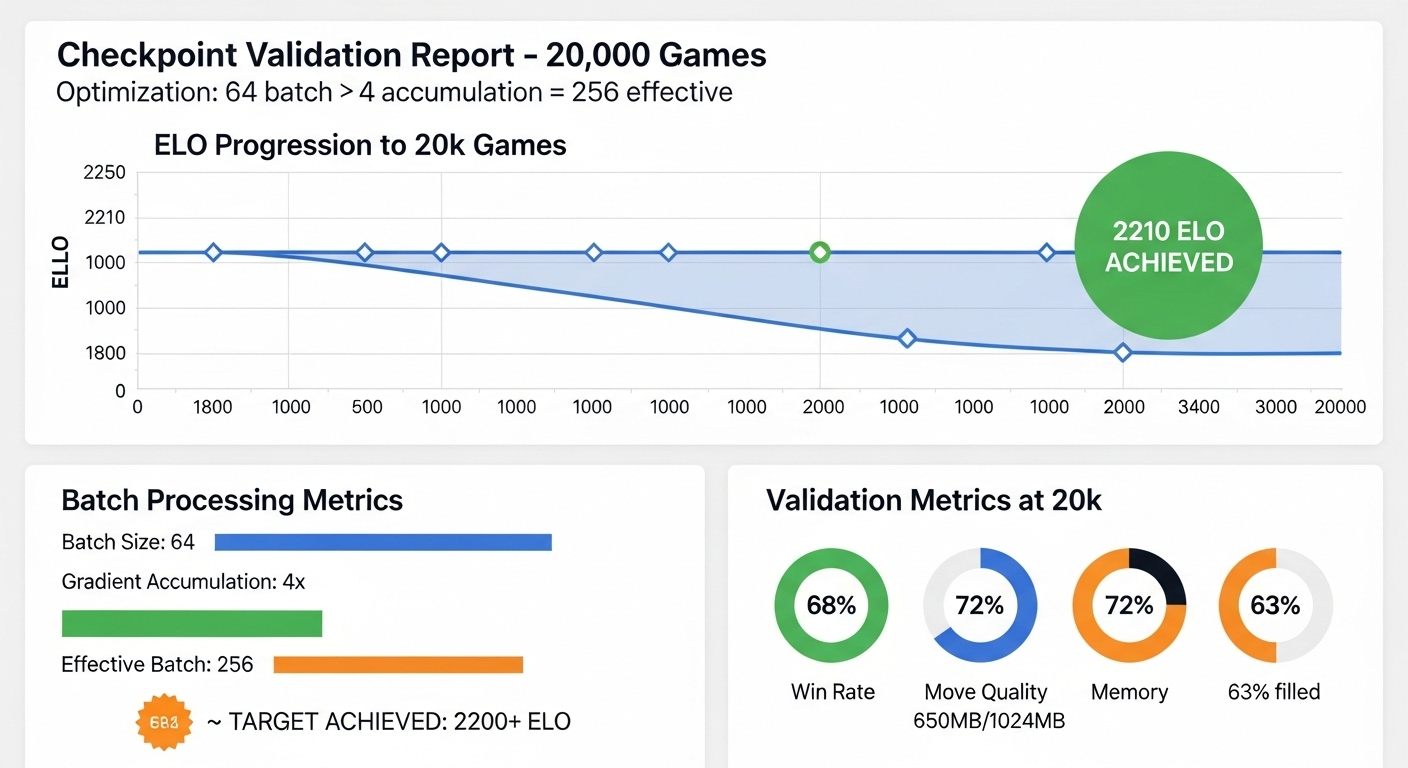 Checkpoint Validation Report – 20,000 Games
Optimization: 64 batch > 4 accumulation = 256 effective
ELO Progression to 20k Games
2250
2210
1000
1000
1800
0
ELLO
2210 ELO
ACHIEVED
0 1800 1000 500 1000 1000 1000 1000 1000 2000 1000 1000 1000 2000 3400 3000 20000
Batch Processing Metrics
Batch Size: 64
Gradient Accumulation: 4x
Effective Batch: 256
~ TARGET ACHIEVED: 2200+ ELO
Validation Metrics at 20k
68% 72% 72% 63%
Win Rate Move Quality Memory 63% filled
650MB/1024MB